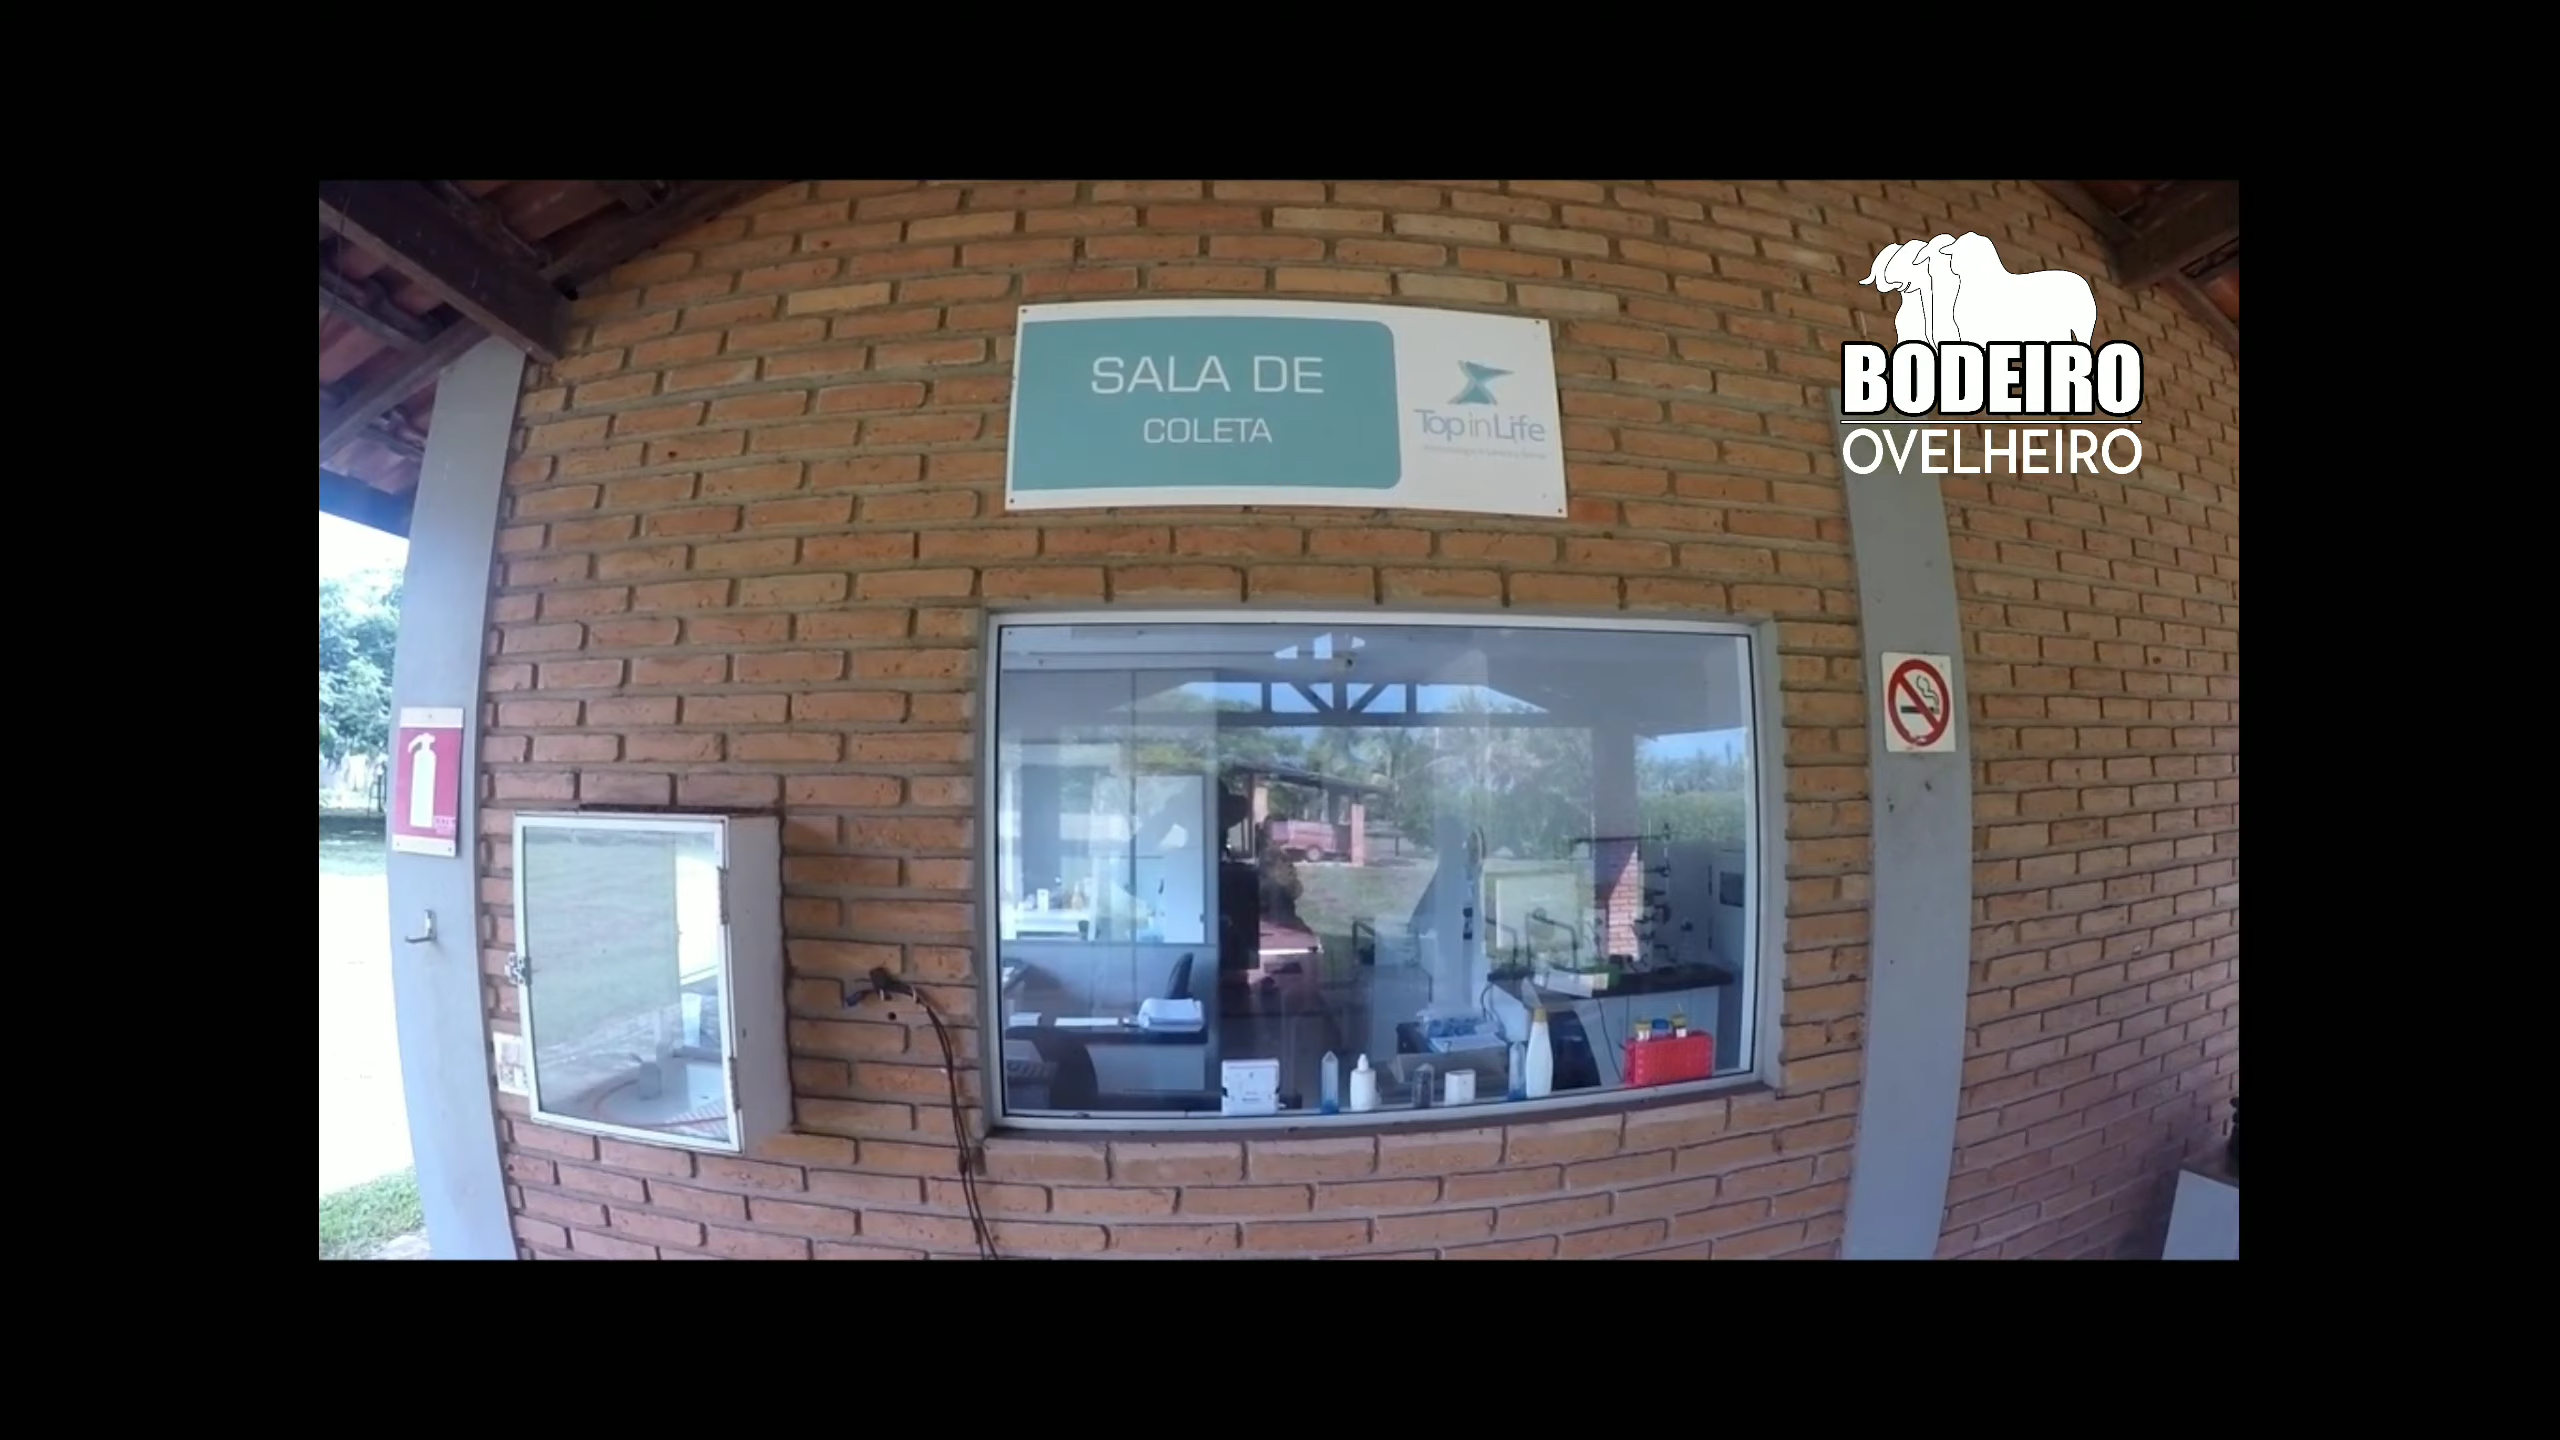 SALA DE
COLETA
Top in Life
BODEIRO
OVELHEIRO